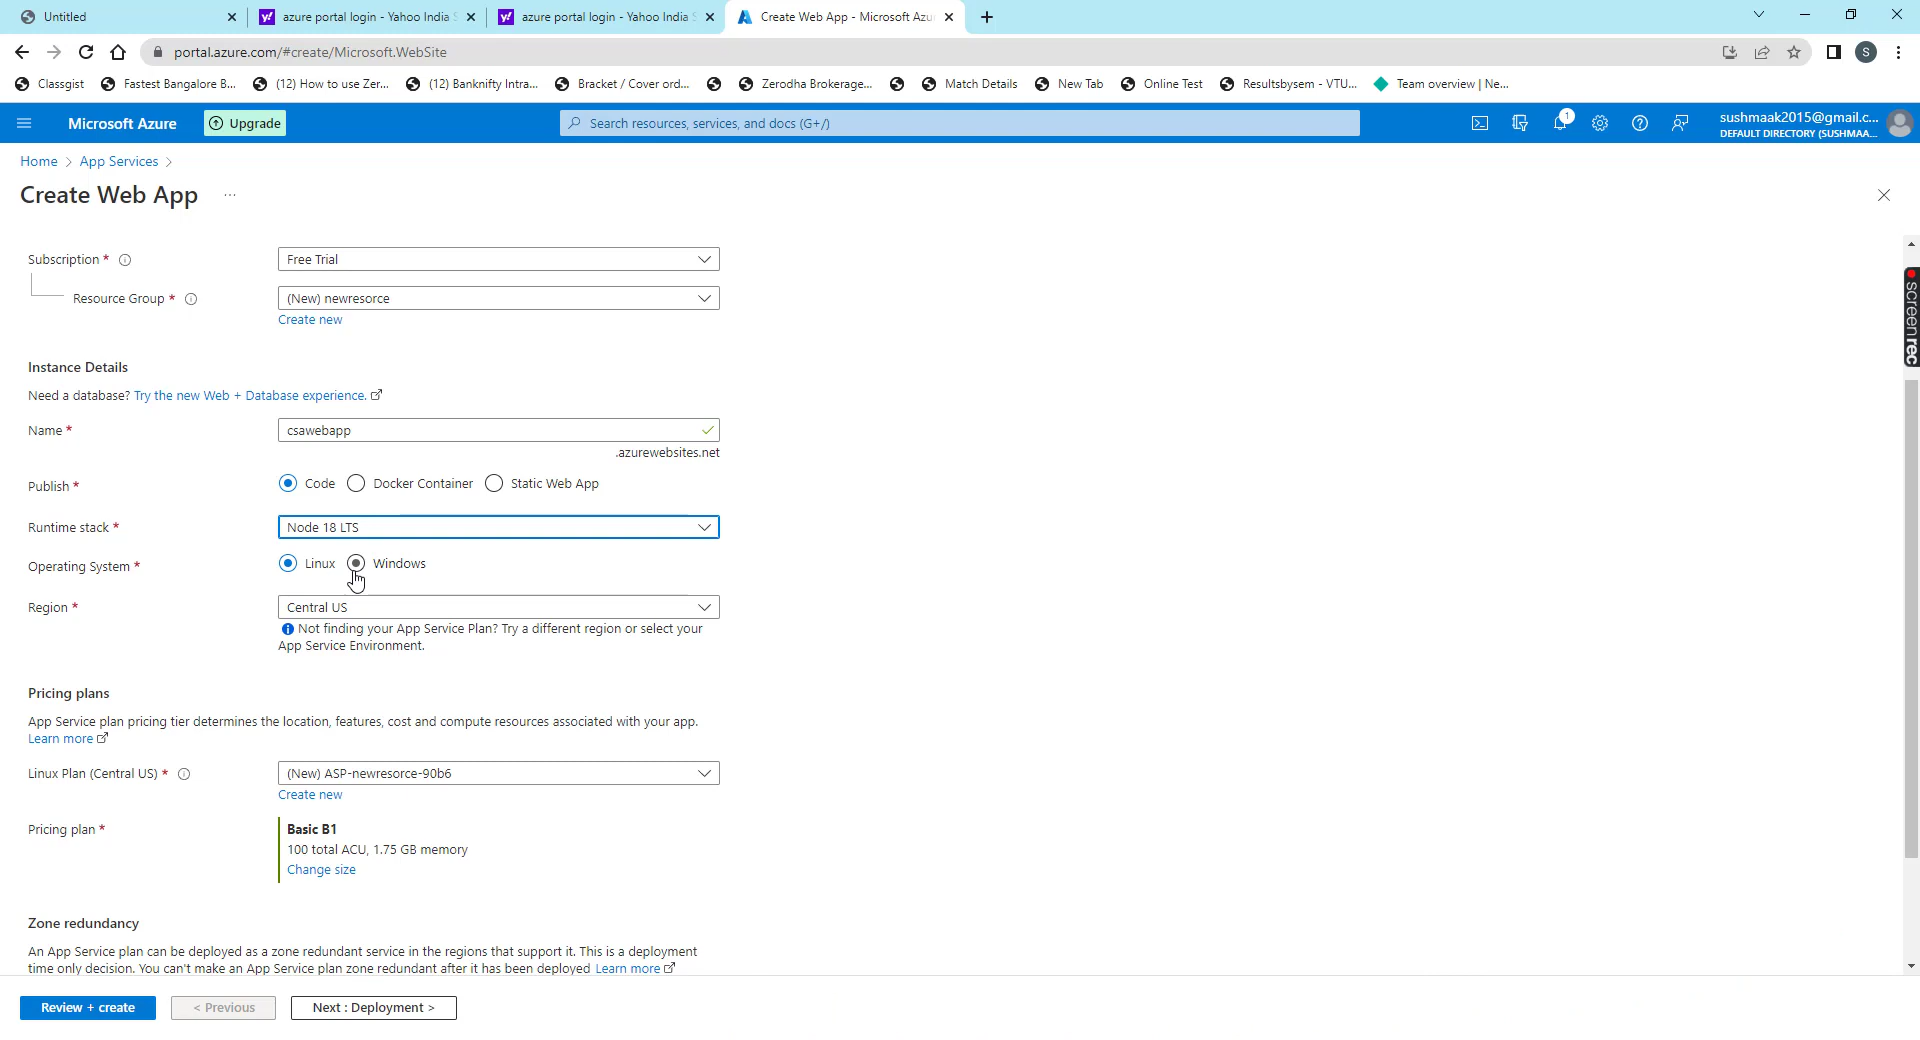 Untitled
azure portal login - Yahoo India S
azure portal login - Yahoo India S
Create Web App - Microsoft Azu
portal.azure.com/#create/Microsoft.WebSite
S
Classgist
Fastest Bangalore B...
(12) How to use Zer...
(12) Banknifty Intra...
Bracket / Cover ord...
Zerodha Brokerage...
Match Details
New Tab
Online Test
Resultsbysem - VTU...
Team overview | Ne...
Microsoft Azure
Upgrade
Search resources, services, and docs (G+/)
1
sushmaak2015@gmail.c...
DEFAULT DIRECTORY (SUSHMAA...
Home > App Services >
Create Web App ...
Subscription *
Free Trial
Resource Group *
(New) newresorce
Create new
Instance Details
Need a database? Try the new Web + Database experience.
Name *
csawebapp
.azurewebsites.net
Publish *
Code
Docker Container
Static Web App
Runtime stack *
Node 18 LTS
Operating System *
Linux
Windows
Region *
Central US
Not finding your App Service Plan? Try a different region or select your
App Service Environment.
Pricing plans
App Service plan pricing tier determines the location, features, cost and compute resources associated with your app.
Learn more
Linux Plan (Central US) *
(New) ASP-newresorce-90b6
Create new
Pricing plan *
Basic B1
100 total ACU, 1.75 GB memory
Change size
Zone redundancy
An App Service plan can be deployed as a zone redundant service in the regions that support it. This is a deployment
time only decision. You can't make an App Service plan zone redundant after it has been deployed Learn more
Review + create
< Previous
Next : Deployment >
screenrec